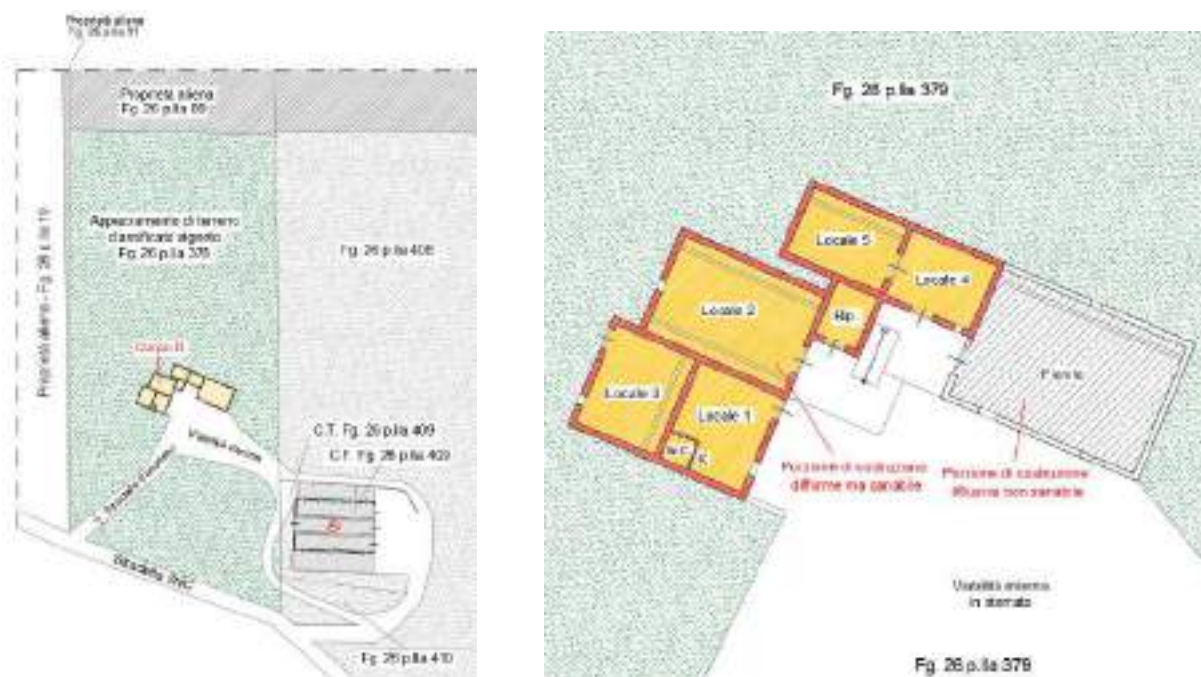 Proprietà aliena
Proprietà aliena
Fg. 26 p.lla 89
Appezzamento di terreno
classificato vigneto
Fg. 26 p.lla 378
Fg. 26 p.lla 408
Proprietà aliena - Fg. 26 p.lla 19
Corpo B
Viabilità interna
C.T. Fg. 26 p.lla 409
C.F. Fg. 26 p.lla 409
Strada
Fg. 26 p.lla 410
Fg. 26 p.lla 379
Locale 5
Locale 4
Locale 2
Rip.
Fienile
Locale 3
Locale 1
W.C.
Porzione di costruzione
difforme ma sanabile
Porzione di costruzione
abusiva non sanabile
Viabilità interna
in sterrato
Fg. 26 p.lla 379